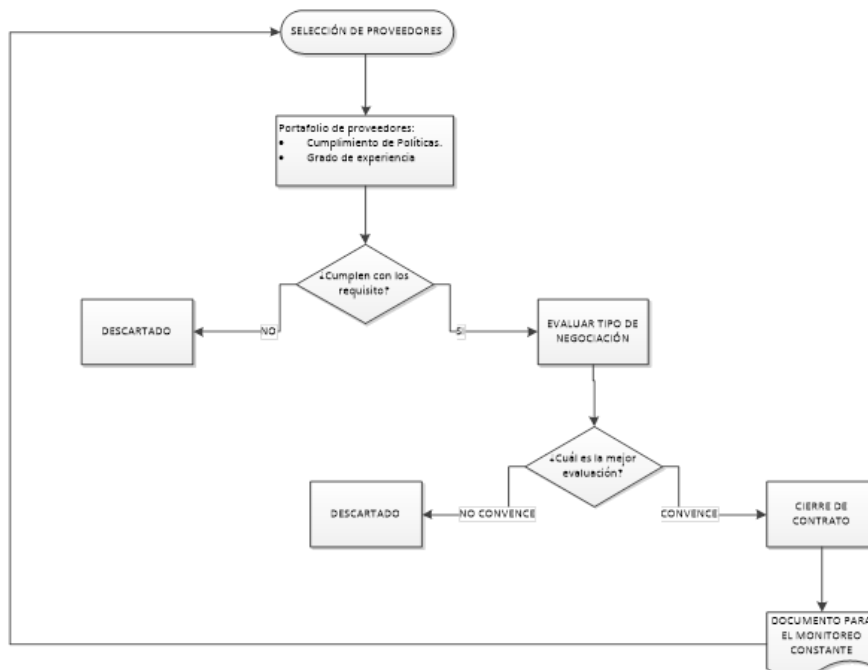 SELECCIÓN DE PROVEEDORES
Portafolio de proveedores:
• Cumplimiento de Políticas.
• Grado de experiencia
¿Cumplen con los
requisito?
DESCARTADO
NO
SI
EVALUAR TIPO DE
NEGOCIACIÓN
¿Cuál es la mejor
evaluación?
DESCARTADO
NO CONVENCE
CONVENCE
CIERRE DE
CONTRATO
DOCUMENTO PARA
EL MONITOREO
CONSTANTE